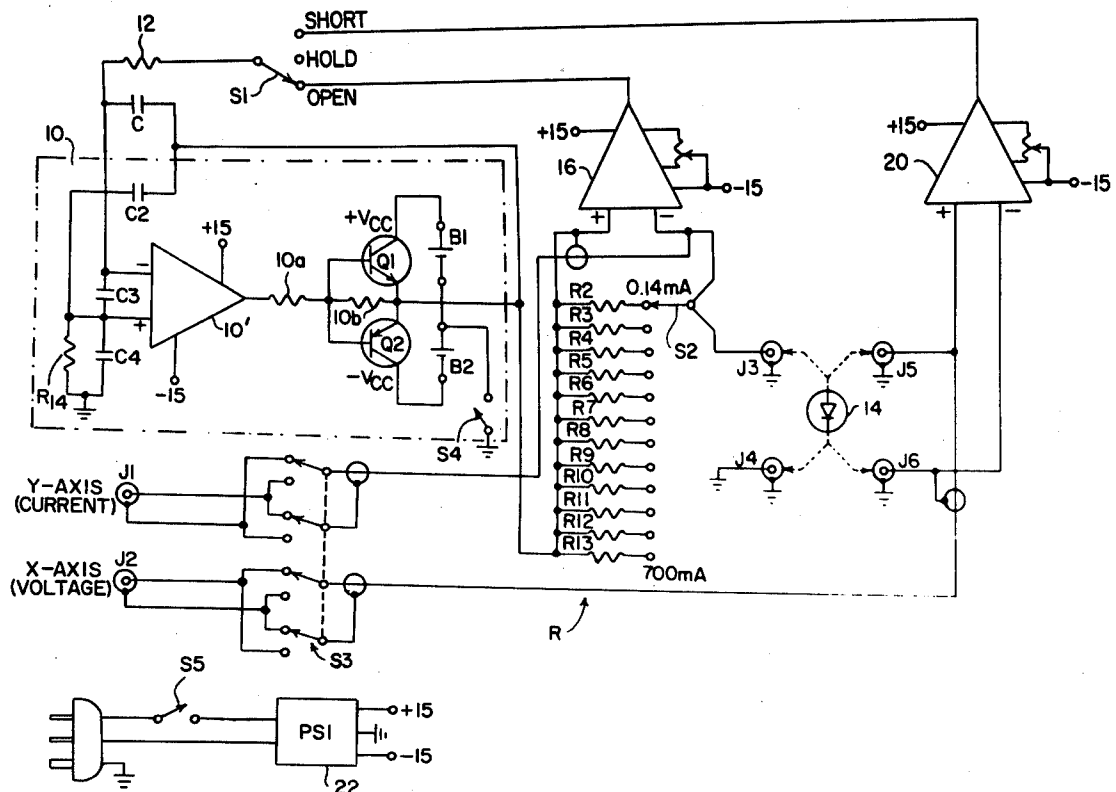 12
SHORT
HOLD
S1
OPEN
C
10
+15
16
-15
+15
20
-15
C2
+VCC
B1
+ -
+ -
+15
10a
Q1
-
C3
+
10'
10b
Q2
B2
-VCC
C4
R14
-15
S4
R2
0.14mA
R3
S2
R4
R5
J3
J5
R6
R7
14
R8
R9
J4
J6
R10
R11
R12
R13
700mA
Y-AXIS
(CURRENT)
J1
X-AXIS
(VOLTAGE)
J2
R
S3
S5
PS1
+15
-15
22